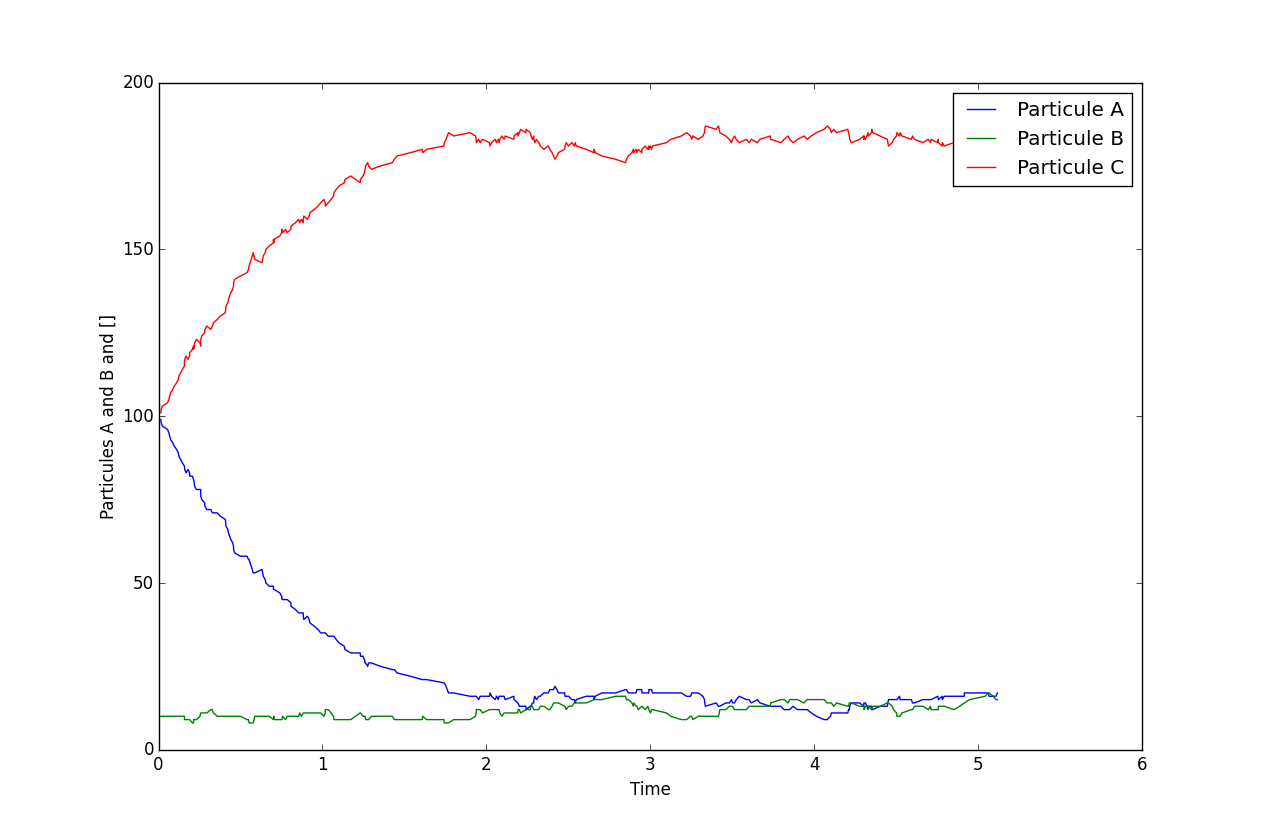 200
150
100
50
0
Particules A and B and []
Particule A
Particule B
Particule C
0 1 2 3 4 5 6
Time